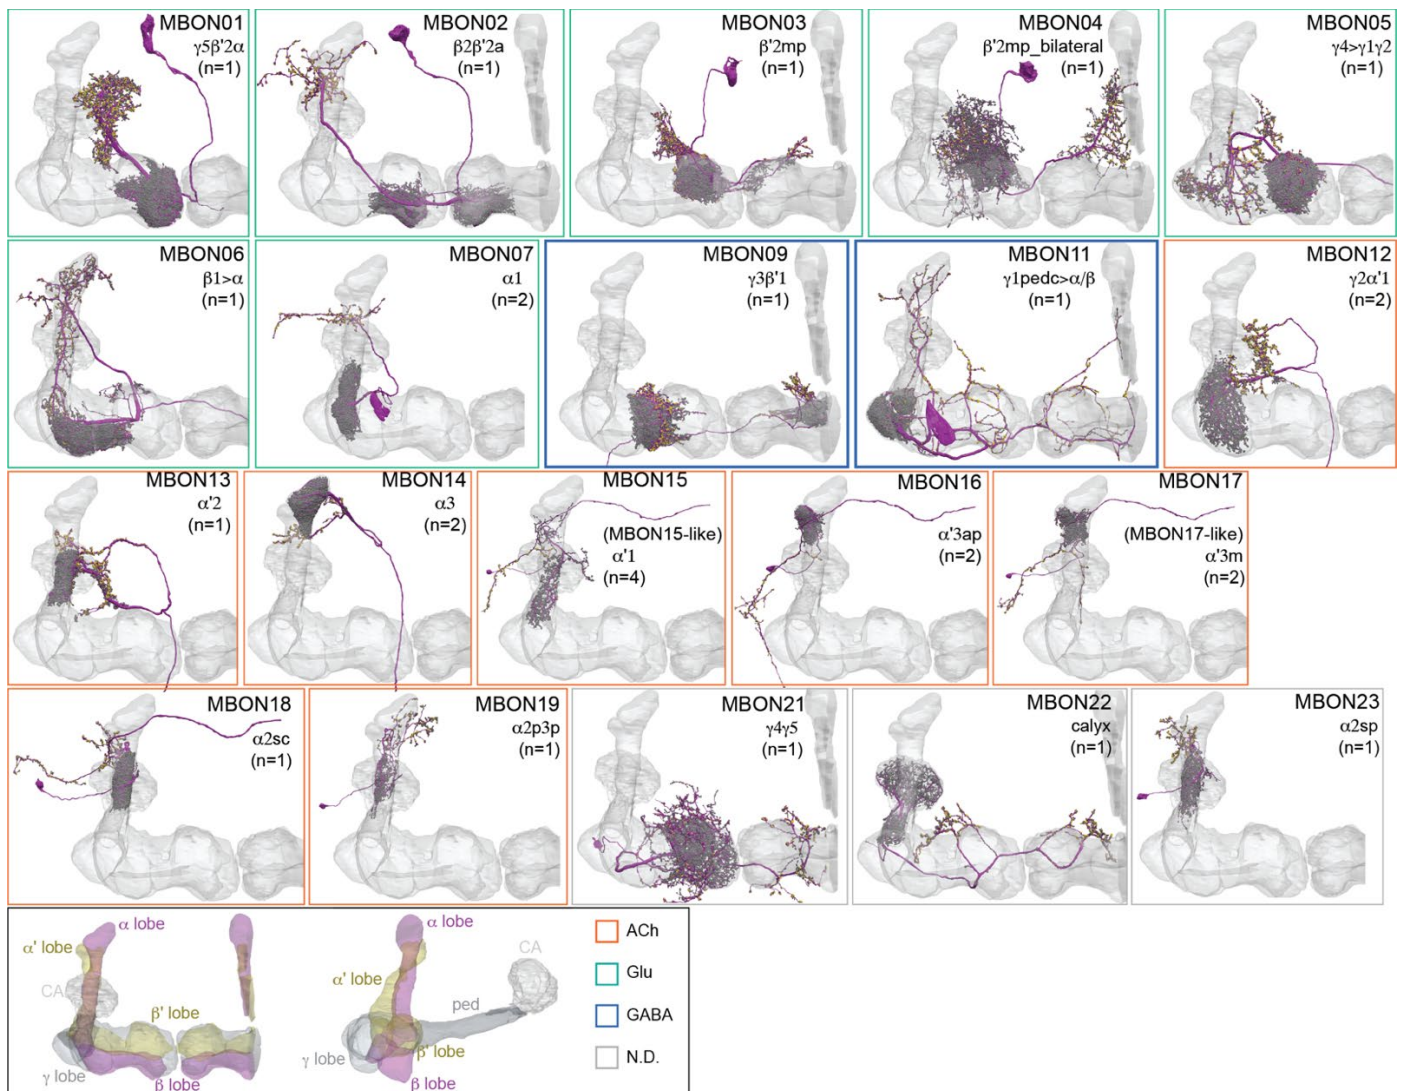 MBON01
γ5β'2α
(n=1)
MBON02
β2β'2a
(n=1)
MBON03
β'2mp
(n=1)
MBON04
β'2mp_bilateral
(n=1)
MBON05
γ4>γ1γ2
(n=1)
MBON06
β1>α
(n=1)
MBON07
α1
(n=2)
MBON09
γ3β'1
(n=1)
MBON11
γ1pedc>α/β
(n=1)
MBON12
γ2α'1
(n=2)
MBON13
α'2
(n=1)
MBON14
α3
(n=2)
MBON15
(MBON15-like)
α'1
(n=4)
MBON16
α'3ap
(n=2)
MBON17
(MBON17-like)
α'3m
(n=2)
MBON18
α2sc
(n=1)
MBON19
α2p3p
(n=1)
MBON21
γ4γ5
(n=1)
MBON22
calyx
(n=1)
MBON23
α2sp
(n=1)
α lobe
α' lobe
CA
β' lobe
γ lobe
β lobe
α lobe
CA
α' lobe
ped
γ lobe
β' lobe
β lobe
ACh
Glu
GABA
N.D.